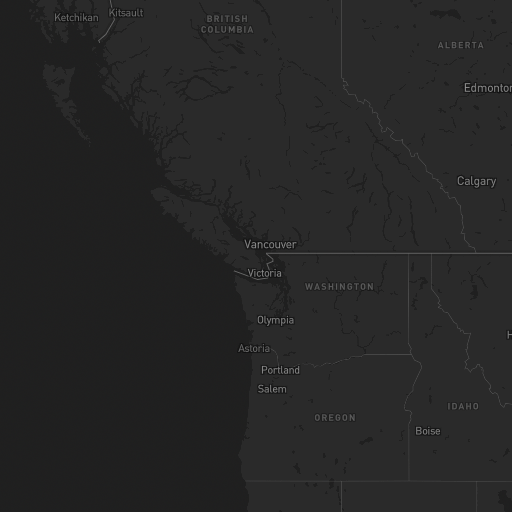 Kitsault
Ketchikan
BRITISH
COLUMBIA
ALBERTA
Edmonton
Calgary
Vancouver
Victoria
WASHINGTON
Olympia
Astoria
Portland
Salem
IDAHO
OREGON
Boise